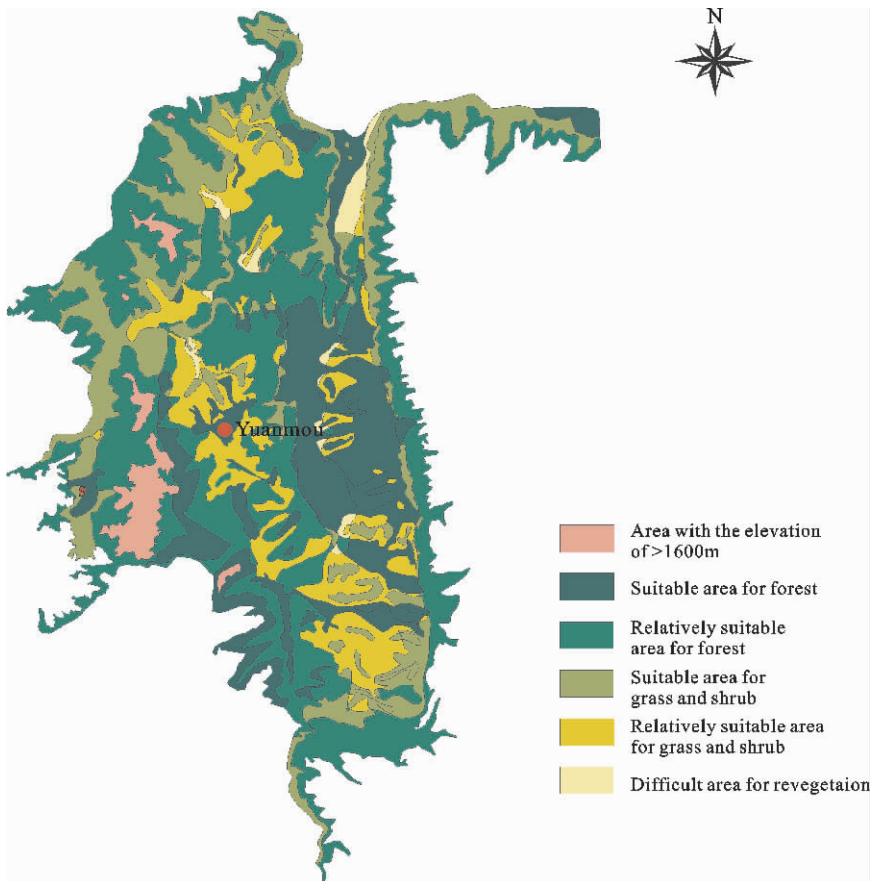 N
Yuanmou
Area with the elevation
of >1600m
Suitable area for forest
Relatively suitable
area for forest
Suitable area for
grass and shrub
Relatively suitable area
for grass and shrub
Difficult area for revegetaion